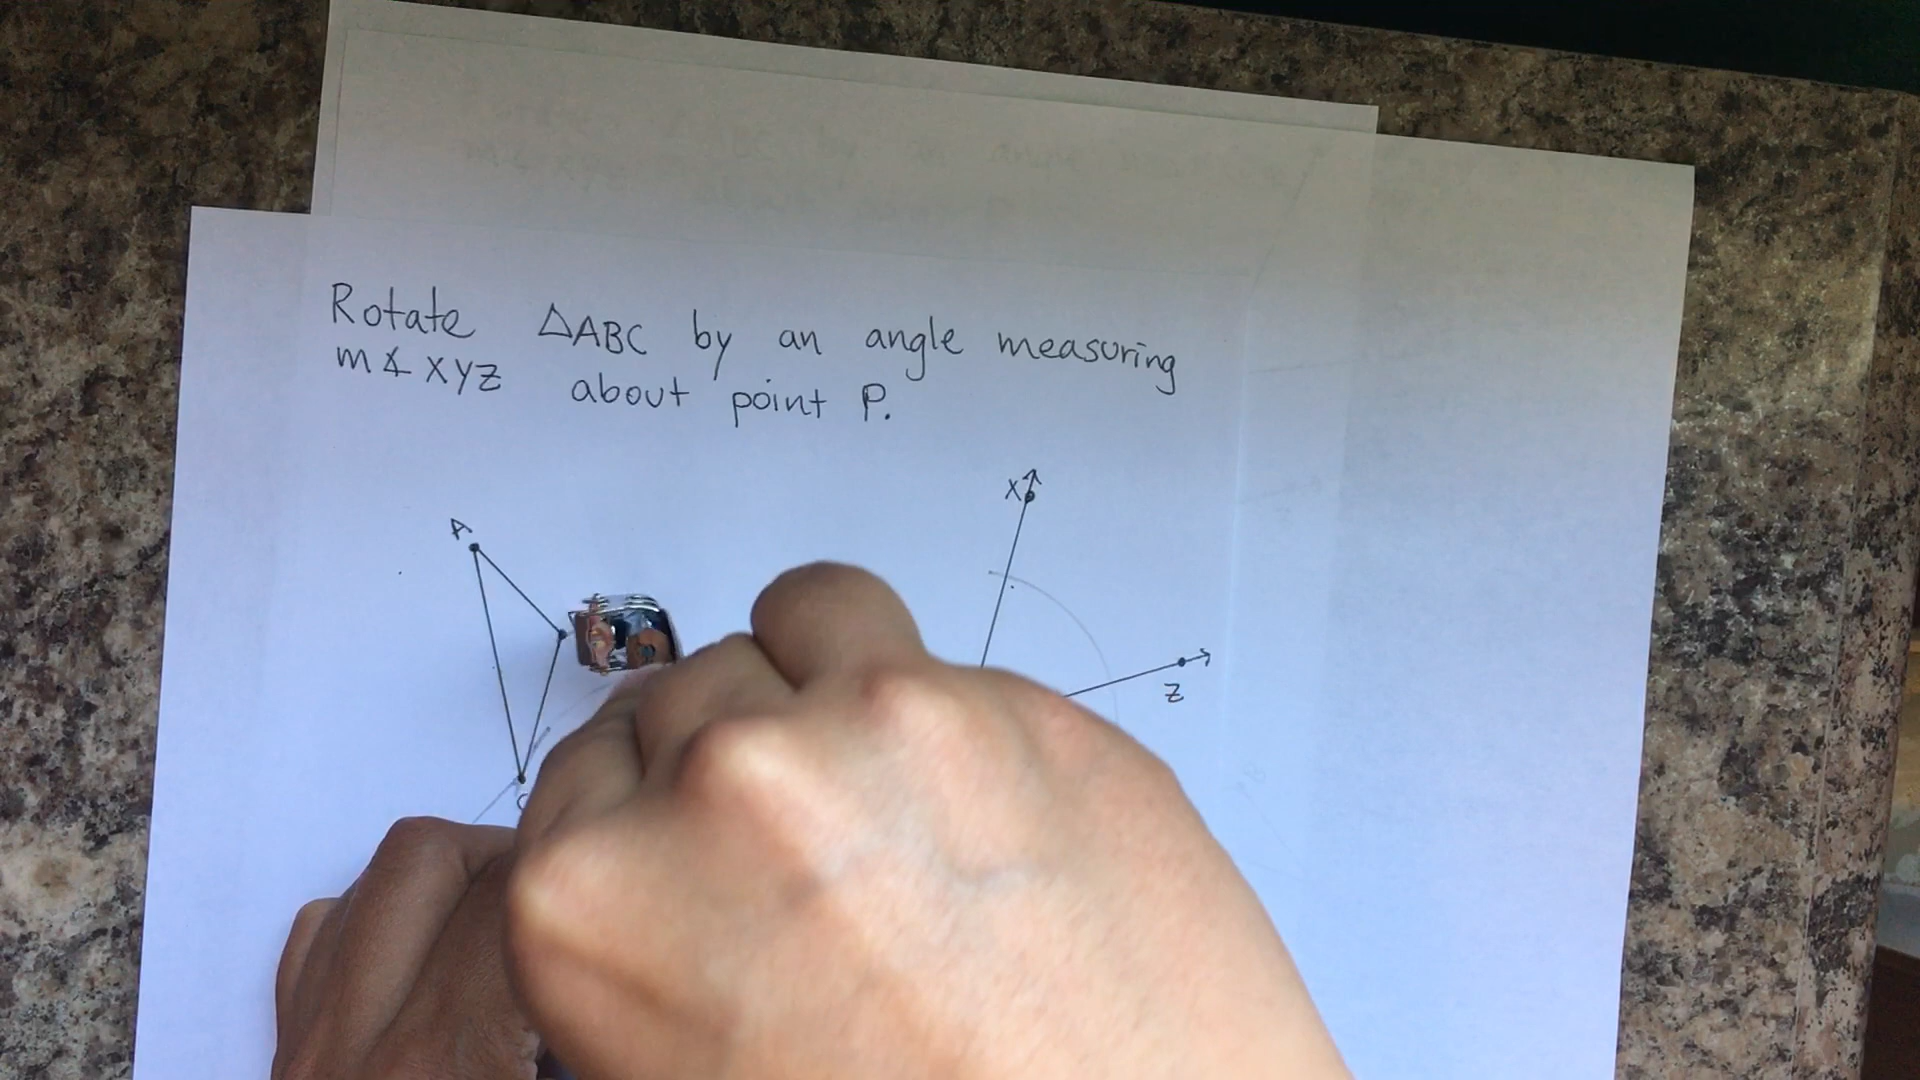 Rotate △ABC by an angle measuring
m∡XYZ about point P.
X
A
Z
C